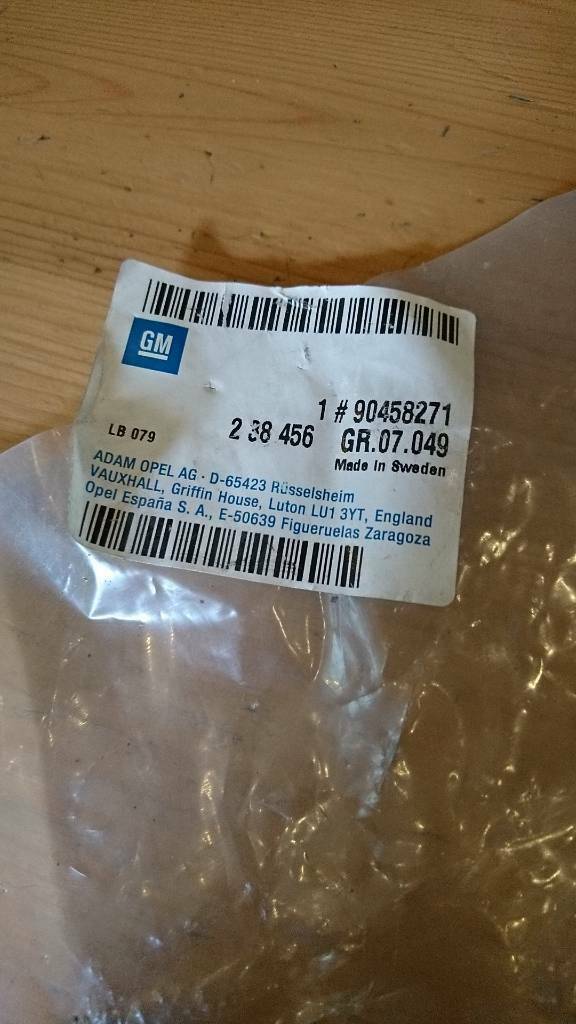 GM
1 # 90458271
2 38 456 GR.07.049
LB 079
Made in Sweden
ADAM OPEL AG · D-65423 Rüsselsheim
VAUXHALL, Griffin House, Luton LU1 3YT, England
Opel España S. A., E-50639 Figueruelas Zaragoza